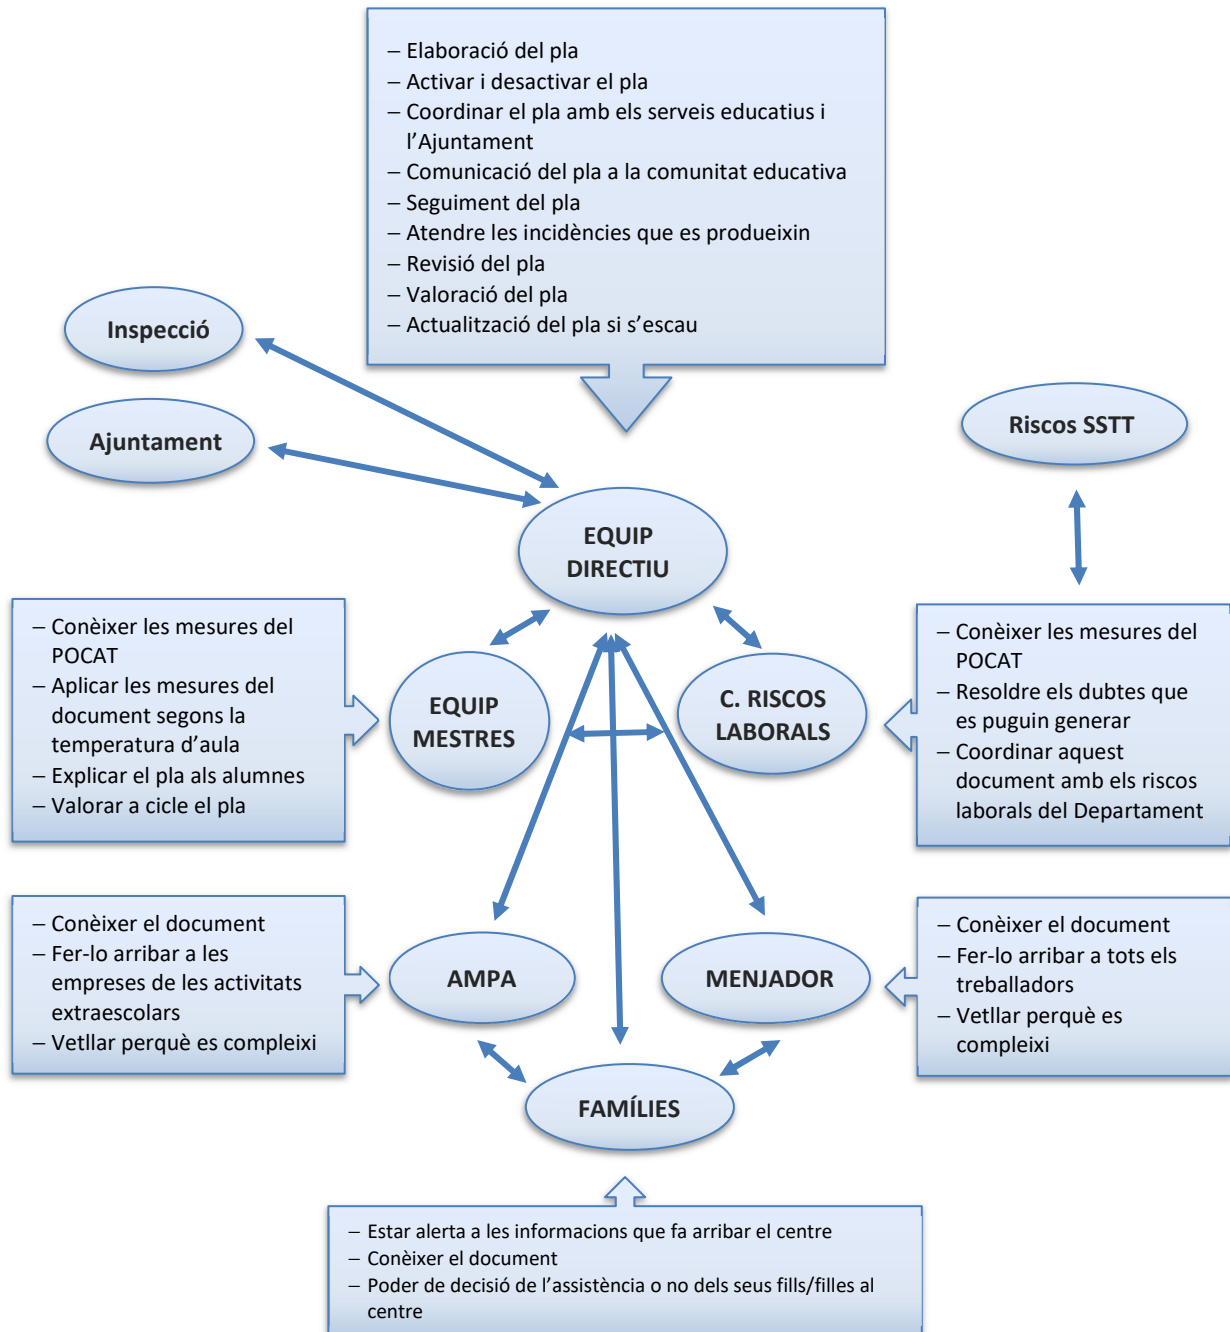 – Elaboració del pla
– Activar i desactivar el pla
– Coordinar el pla amb els serveis educatius i
l’Ajuntament
– Comunicació del pla a la comunitat educativa
– Seguiment del pla
– Atendre les incidències que es produeixin
– Revisió del pla
– Valoració del pla
– Actualització del pla si s’escau
Inspecció
Ajuntament
Riscos SSTT
EQUIP
DIRECTIU
– Conèixer les mesures del
POCAT
– Aplicar les mesures del
document segons la
temperatura d’aula
– Explicar el pla als alumnes
– Valorar a cicle el pla
EQUIP
MESTRES
C. RISCOS
LABORALS
– Conèixer les mesures del
POCAT
– Resoldre els dubtes que
es puguin generar
– Coordinar aquest
document amb els riscos
laborals del Departament
– Conèixer el document
– Fer-lo arribar a les
empreses de les activitats
extraescolars
– Vetllar perquè es compleixi
AMPA
MENJADOR
– Conèixer el document
– Fer-lo arribar a tots els
treballadors
– Vetllar perquè es
compleixi
FAMÍLIES
– Estar alerta a les informacions que fa arribar el centre
– Conèixer el document
– Poder de decisió de l’assistència o no dels seus fills/filles al
centre